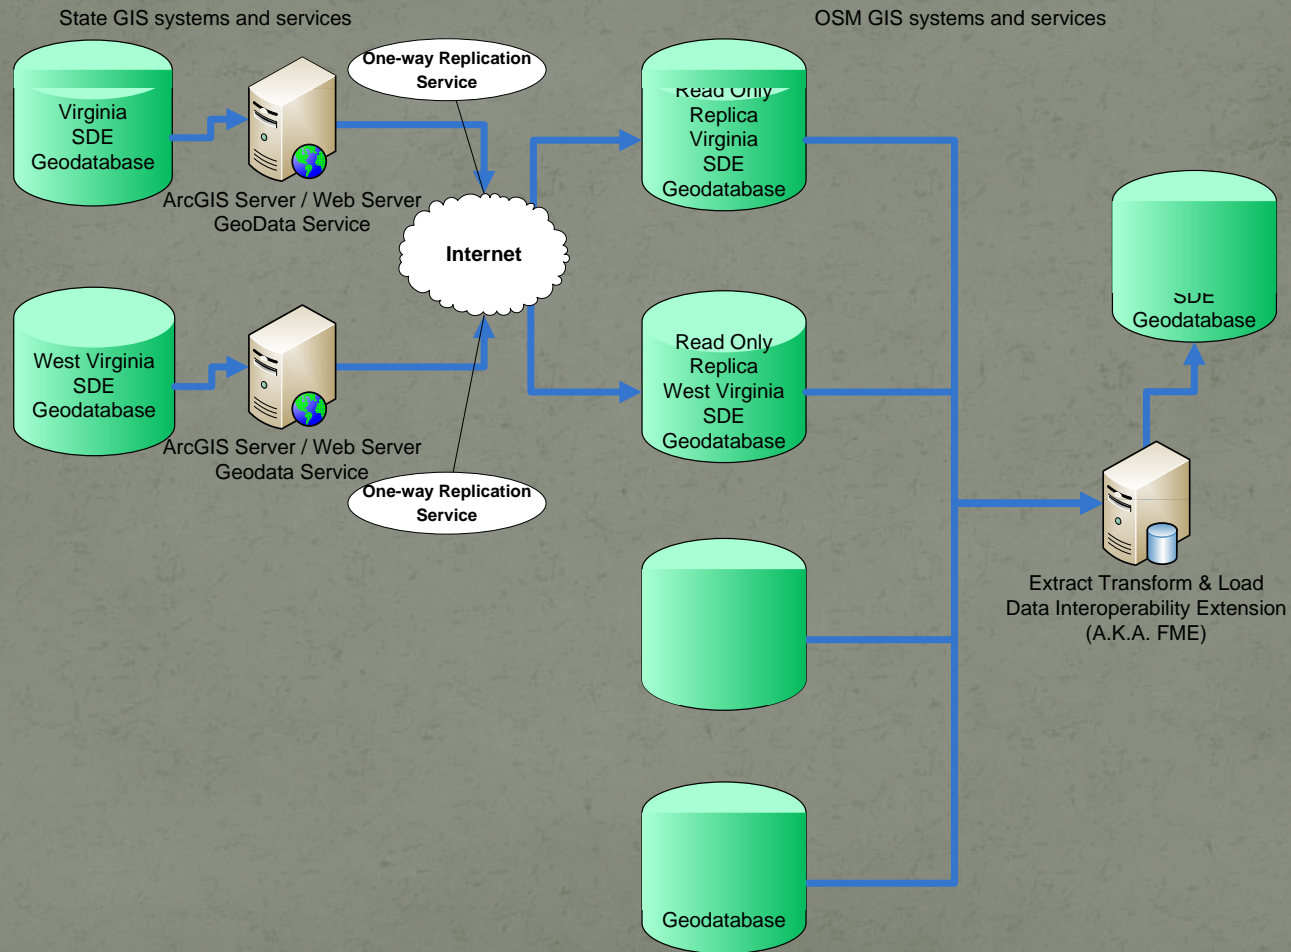 State GIS systems and services
OSM GIS systems and services
One-way Replication
Service
Virginia
SDE
Geodatabase
ArcGIS Server / Web Server
GeoData Service
Read Only
Replica
Virginia
SDE
Geodatabase
Internet
SDE
Geodatabase
West Virginia
SDE
Geodatabase
ArcGIS Server / Web Server
Geodata Service
Read Only
Replica
West Virginia
SDE
Geodatabase
One-way Replication
Service
Extract Transform & Load
Data Interoperability Extension
(A.K.A. FME)
Geodatabase